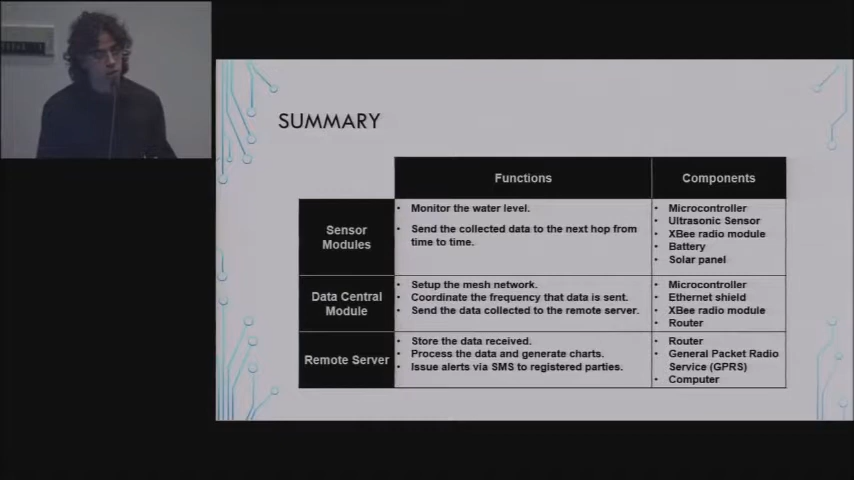 SUMMARY
Functions
Components
Sensor
Modules
• Monitor the water level.
• Send the collected data to the next hop from
time to time.
• Microcontroller
• Ultrasonic Sensor
• XBee radio module
• Battery
• Solar panel
Data Central
Module
• Setup the mesh network.
• Coordinate the frequency that data is sent.
• Send the data collected to the remote server.
• Microcontroller
• Ethernet shield
• XBee radio module
• Router
Remote Server
• Store the data received.
• Process the data and generate charts.
• Issue alerts via SMS to registered parties.
• Router
• General Packet Radio
Service (GPRS)
• Computer